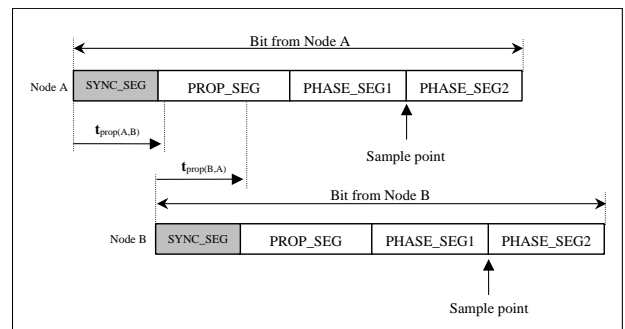 Bit from Node A
Node A SYNC_SEG PROP_SEG PHASE_SEG1 PHASE_SEG2
tprop(A,B)
Sample point
tprop(B,A)
Bit from Node B
Node B SYNC_SEG PROP_SEG PHASE_SEG1 PHASE_SEG2
Sample point